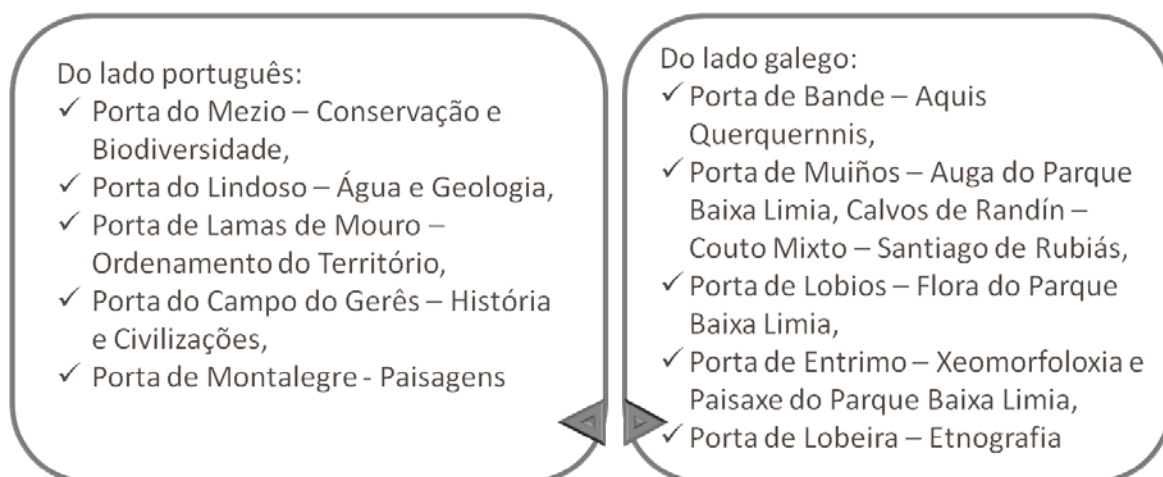 Do lado português:
✓ Porta do Mezio – Conservação e
Biodiversidade,
✓ Porta do Lindoso – Água e Geologia,
✓ Porta de Lamas de Mouro –
Ordenamento do Território,
✓ Porta do Campo do Gerês – História
e Civilizações,
✓ Porta de Montalegre - Paisagens
Do lado galego:
✓ Porta de Bande – Aquis
Querquernnis,
✓ Porta de Muiños – Auga do Parque
Baixa Limia, Calvos de Randín –
Couto Mixto – Santiago de Rubiás,
✓ Porta de Lobios – Flora do Parque
Baixa Limia,
✓ Porta de Entrimo – Xeomorfoloxia e
Paisaxe do Parque Baixa Limia,
✓ Porta de Lobeira – Etnografia